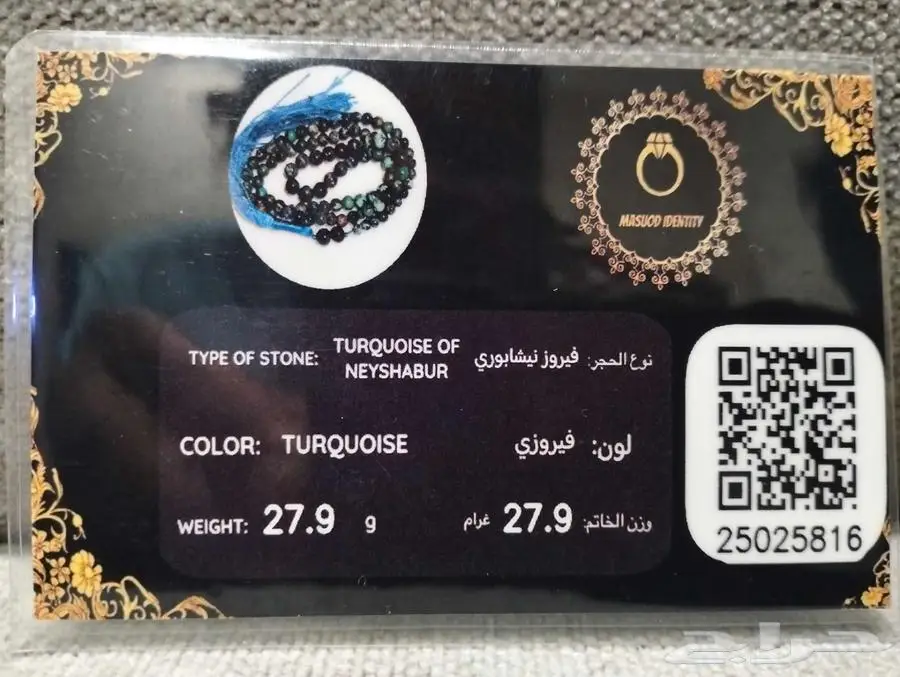 MASUOD IDENTITY
TYPE OF STONE: TURQUOISE OF NEYSHABUR نوع الحجر: فيروز نيشابوري
COLOR: TURQUOISE لون: فيروزي
WEIGHT: 27.9 g وزن الخاتم: 27.9 غرام
25025816
حراج